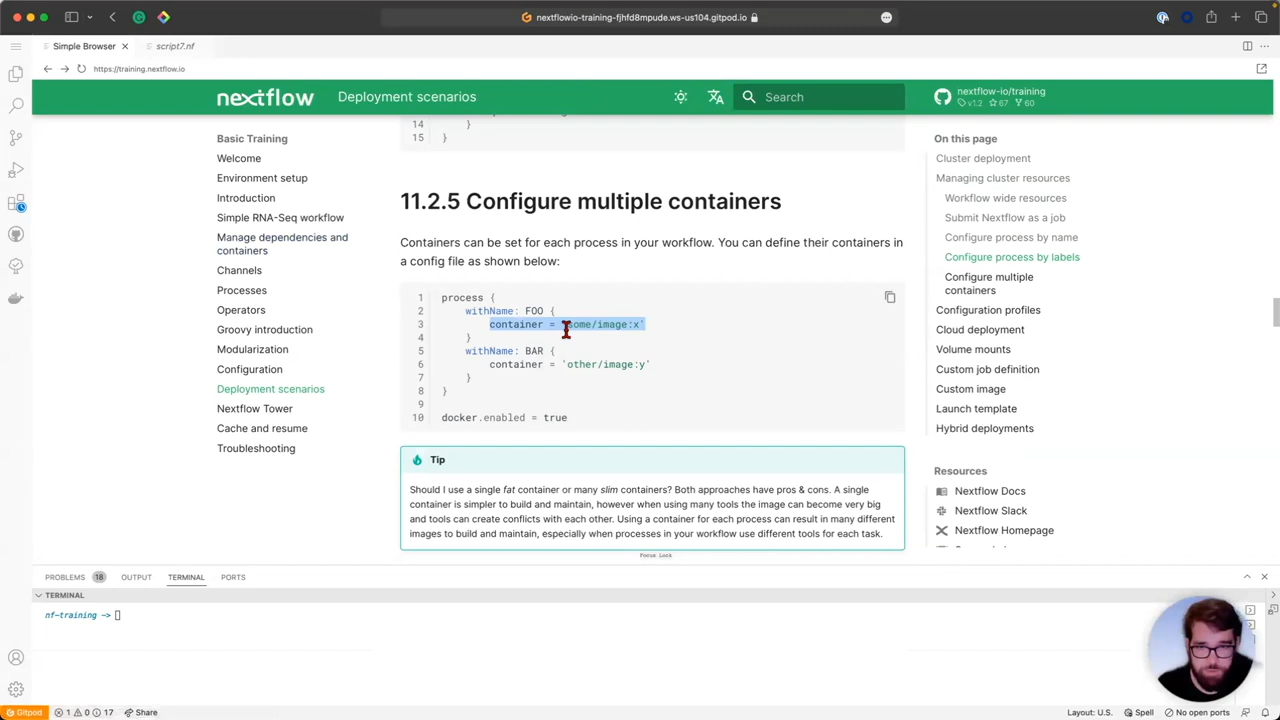 nextflowio-training-fjhfd8mpude.ws-us104.gitpod.io
Simple Browser
script7.nf
https://training.nextflow.io
nextflow
Deployment scenarios
Search
nextflow-io/training
v1.2 67 60
Basic Training
Welcome
Environment setup
Introduction
Simple RNA-Seq workflow
Manage dependencies and
containers
Channels
Processes
Operators
Groovy introduction
Modularization
Configuration
Deployment scenarios
Nextflow Tower
Cache and resume
Troubleshooting
14 }
15 }
11.2.5 Configure multiple containers
Containers can be set for each process in your workflow. You can define their containers in
a config file as shown below:
1 process {
2 withName: FOO {
3 container = 'some/image:x'
4 }
5 withName: BAR {
6 container = 'other/image:y'
7 }
8 }
9
10 docker.enabled = true
Tip
Should I use a single fat container or many slim containers? Both approaches have pros & cons. A single
container is simpler to build and maintain, however when using many tools the image can become very big
and tools can create conflicts with each other. Using a container for each process can result in many different
images to build and maintain, especially when processes in your workflow use different tools for each task.
Focus Lock
On this page
Cluster deployment
Managing cluster resources
Workflow wide resources
Submit Nextflow as a job
Configure process by name
Configure process by labels
Configure multiple
containers
Configuration profiles
Cloud deployment
Volume mounts
Custom job definition
Custom image
Launch template
Hybrid deployments
Resources
Nextflow Docs
Nextflow Slack
Nextflow Homepage
PROBLEMS 18 OUTPUT TERMINAL PORTS
TERMINAL
nf-training ->
Gitpod 1 0 17 Share
Layout: U.S. Spell No open ports